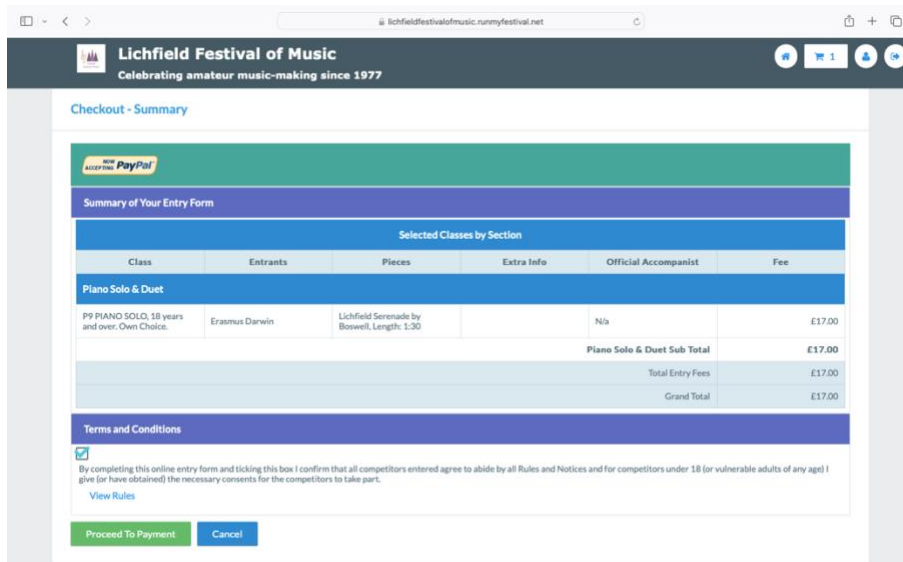 lichfieldfestivalofmusic.runmyfestival.net
Lichfield Festival of Music
Celebrating amateur music-making since 1977
1
Checkout - Summary
NOW ACCEPTING PayPal
Summary of Your Entry Form
Selected Classes by Section
Class Entrants Pieces Extra Info Official Accompanist Fee
Piano Solo & Duet
P9 PIANO SOLO, 18 years and over. Own Choice. Erasmus Darwin Lichfield Serenade by Boswell, Length: 1:30 N/a £17.00
Piano Solo & Duet Sub Total £17.00
Total Entry Fees £17.00
Grand Total £17.00
Terms and Conditions
By completing this online entry form and ticking this box I confirm that all competitors entered agree to abide by all Rules and Notices and for competitors under 18 (or vulnerable adults of any age) I
give (or have obtained) the necessary consents for the competitors to take part.
View Rules
Proceed To Payment Cancel